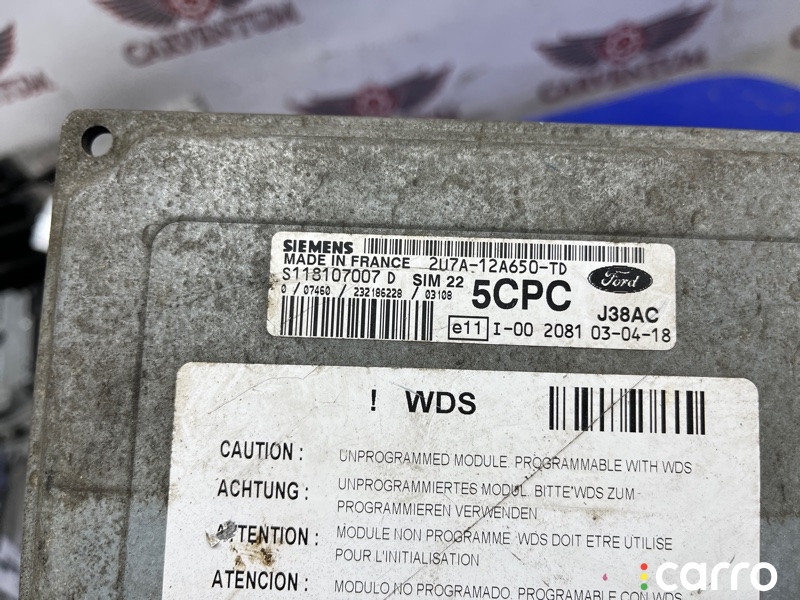 CARVENTUM
CARVENTUM
SIEMENS
MADE IN FRANCE 2U7A-12A650-TD
S118107007 D SIM 22
0 / 07460 / 232186228 / 03108
5CPC
Ford
J38AC
e11 I-00 2081 03-04-18
! WDS
CAUTION : UNPROGRAMMED MODULE. PROGRAMMABLE WITH WDS
ACHTUNG : UNPROGRAMMIERTES MODUL. BITTE WDS ZUM
PROGRAMMIEREN VERWENDEN
ATTENTION : MODULE NON PROGRAMME. WDS DOIT ETRE UTILISE
POUR L'INITIALISATION
ATENCION : MODULO NO PROGRAMADO. PROGRAMABLE CON WDS
carro